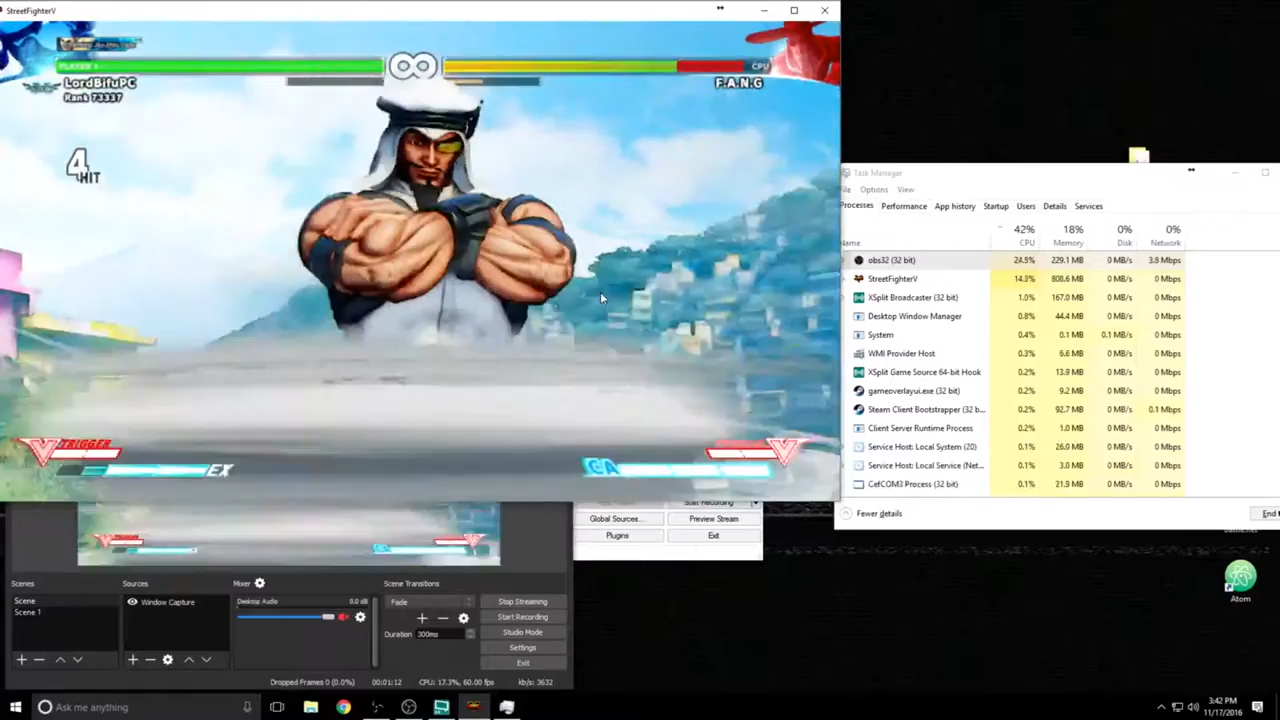 StreetFighterV
PLAYER 1
CPU
LordBifuPC
F.A.N.G
Rank 73337
4
HIT
TRIGGER
EX
CA
Task Manager
File Options View
Processes Performance App history Startup Users Details Services
42% 18% 0% 0%
Name CPU Memory Disk Network
obs32 (32 bit) 24.5% 229.1 MB 0 MB/s 3.8 Mbps
StreetFighterV 14.3% 808.6 MB 0 MB/s 0 Mbps
XSplit Broadcaster (32 bit) 1.0% 167.0 MB 0 MB/s 0 Mbps
Desktop Window Manager 0.8% 44.4 MB 0 MB/s 0 Mbps
System 0.4% 0.1 MB 0.1 MB/s 0 Mbps
WMI Provider Host 0.3% 6.6 MB 0 MB/s 0 Mbps
XSplit Game Source 64-bit Hook 0.2% 13.9 MB 0 MB/s 0 Mbps
gameoverlayui.exe (32 bit) 0.2% 9.2 MB 0 MB/s 0 Mbps
Steam Client Bootstrapper (32 b... 0.2% 92.7 MB 0 MB/s 0.1 Mbps
Client Server Runtime Process 0.2% 1.0 MB 0 MB/s 0 Mbps
Service Host: Local System (20) 0.1% 26.0 MB 0 MB/s 0 Mbps
Service Host: Local Service (Net... 0.1% 3.0 MB 0 MB/s 0 Mbps
CefCOM3 Process (32 bit) 0.1% 21.9 MB 0 MB/s 0 Mbps
Fewer details
End
Start Recording
Global Sources... Preview Stream
Plugins Exit
Scenes Sources Mixer Scene Transitions
Scene
Scene 1
Window Capture
Desktop Audio 0.0 dB
Fade
Duration 300ms
Stop Streaming
Start Recording
Studio Mode
Settings
Exit
Dropped Frames 0 (0.0%) 00:01:12 CPU: 17.3%, 60.00 fps kb/s: 3632
Atom
Ask me anything
3:42 PM
11/17/2016